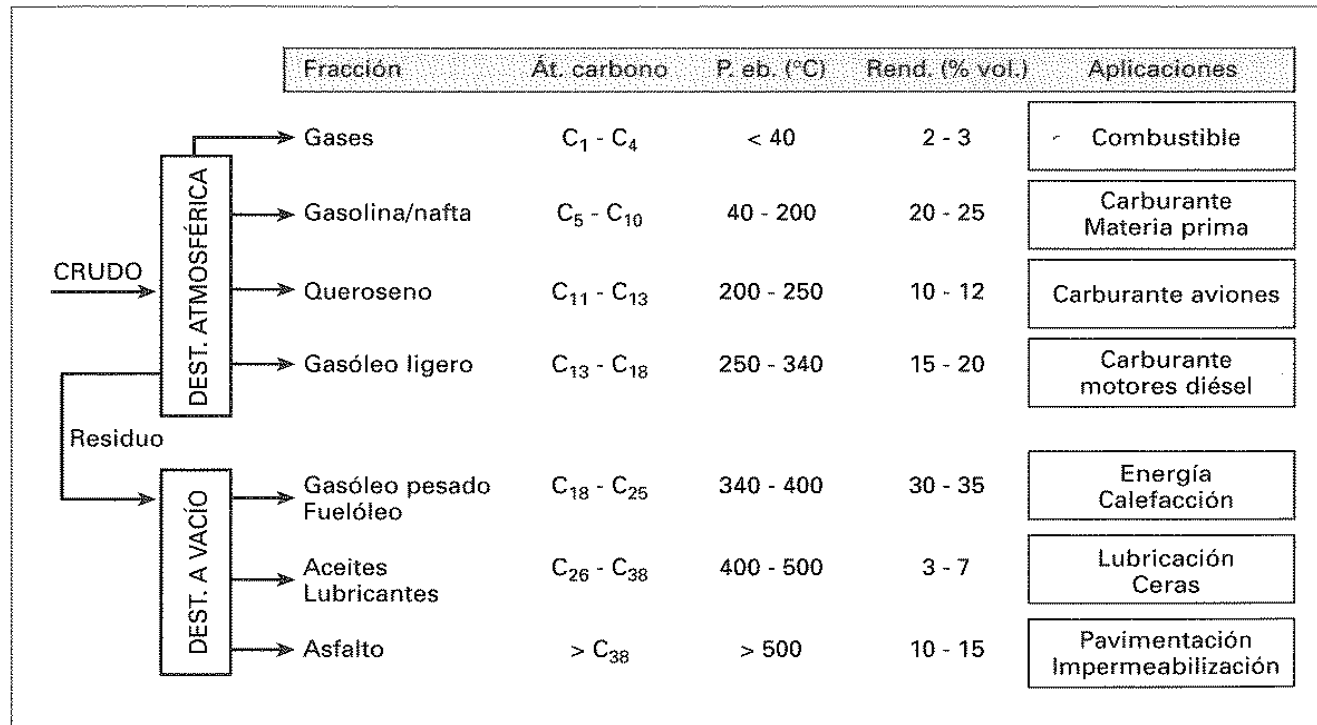 Fracción At. carbono P. eb. (°C) Rend. (% vol.) Aplicaciones
Gases C₁ - C₄ < 40 2 - 3 Combustible
Gasolina/nafta C₅ - C₁₀ 40 - 200 20 - 25 Carburante
Materia prima
CRUDO
DEST. ATMOSFÉRICA
Queroseno C₁₁ - C₁₃ 200 - 250 10 - 12 Carburante aviones
Gasóleo ligero C₁₃ - C₁₈ 250 - 340 15 - 20 Carburante
motores diésel
Residuo
DEST. A VACÍO
Gasóleo pesado C₁₈ - C₂₅ 340 - 400 30 - 35 Energía
Fuelóleo Calefacción
Aceites C₂₆ - C₃₈ 400 - 500 3 - 7 Lubricación
Lubricantes Ceras
Asfalto > C₃₈ > 500 10 - 15 Pavimentación
Impermeabilización